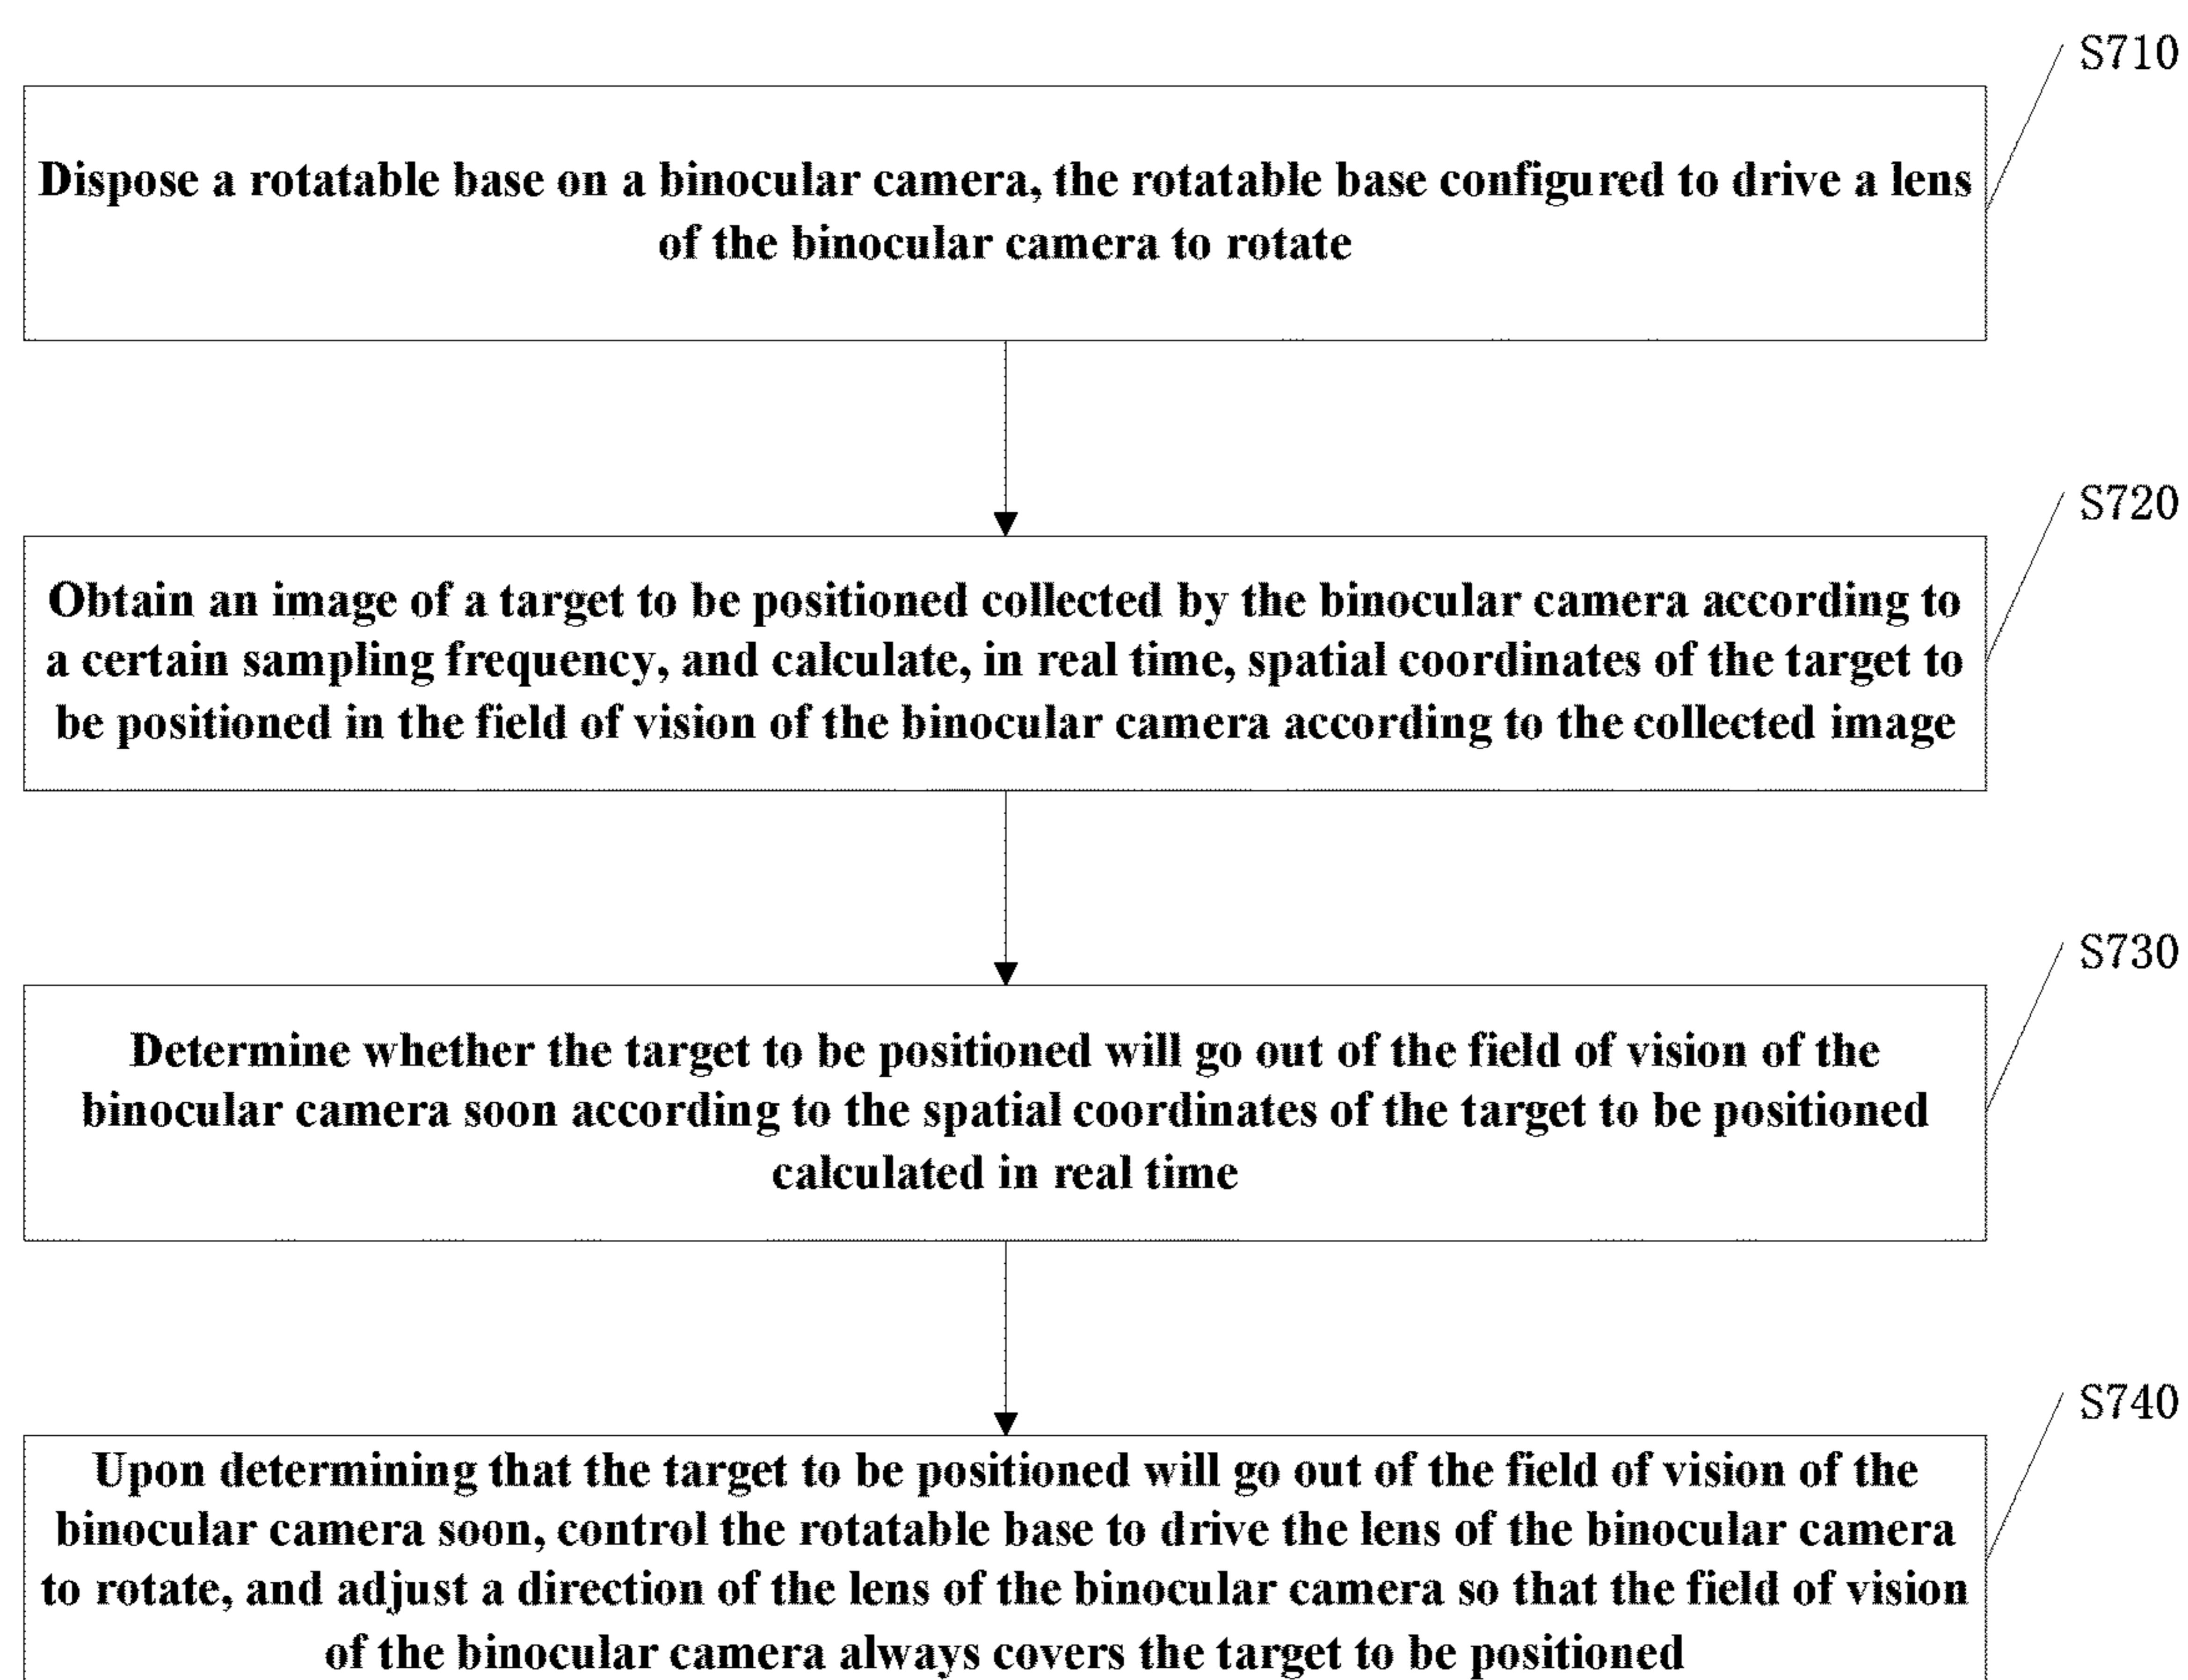 S710
Dispose a rotatable base on a binocular camera, the rotatable base configured to drive a lens
of the binocular camera to rotate
S720
Obtain an image of a target to be positioned collected by the binocular camera according to
a certain sampling frequency, and calculate, in real time, spatial coordinates of the target to
be positioned in the field of vision of the binocular camera according to the collected image
S730
Determine whether the target to be positioned will go out of the field of vision of the
binocular camera soon according to the spatial coordinates of the target to be positioned
calculated in real time
S740
Upon determining that the target to be positioned will go out of the field of vision of the
binocular camera soon, control the rotatable base to drive the lens of the binocular camera
to rotate, and adjust a direction of the lens of the binocular camera so that the field of vision
of the binocular camera always covers the target to be positioned